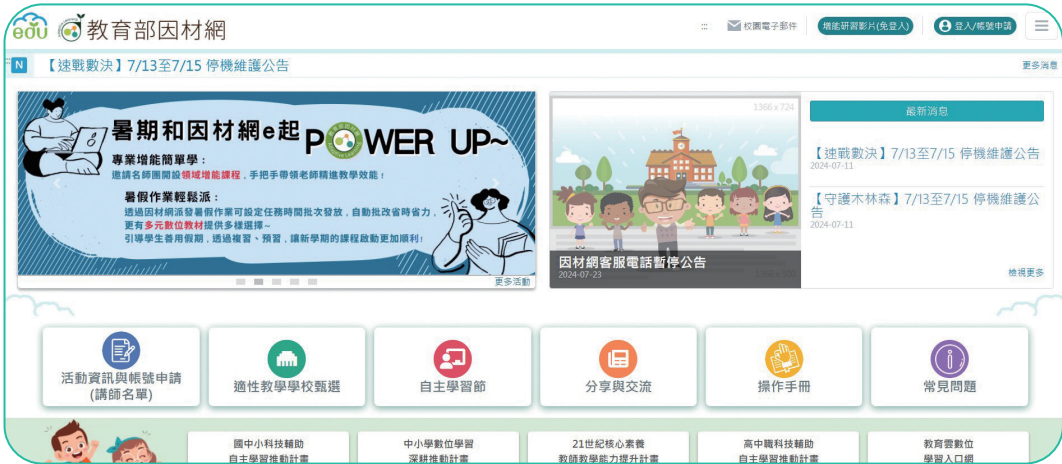 edu 教育部因材網
::: 校園電子郵件 增能研習影片(免登入) 登入/帳號申請
N 【速戰數決】7/13至7/15 停機維護公告
更多消息
暑期和因材網e起POWER UP~
專業增能簡單學：
邀請名師團開設領域增能課程，手把手帶領老師精進教學效能！
暑假作業輕鬆派：
透過因材網派發暑假作業可設定任務時間批次發放，自動批改省時省力，
更有多元數位教材提供多樣選擇~
引導學生善用假期，透過複習、預習，讓新學期的課程啟動更加順利！
更多活動
1366 x 724
因材網客服電話暫停公告
2024-07-23
最新消息
【速戰數決】7/13至7/15 停機維護公告
2024-07-11
【守護木林森】7/13至7/15 停機維護公
告
2024-07-11
檢視更多
活動資訊與帳號申請
(講師名單)
適性教學學校甄選
自主學習節
分享與交流
操作手冊
常見問題
國中小科技輔助
自主學習推動計畫
中小學數位學習
深耕推動計畫
21世紀核心素養
教師教學能力提升計畫
高中職科技輔助
自主學習推動計畫
教育雲數位
學習入口網